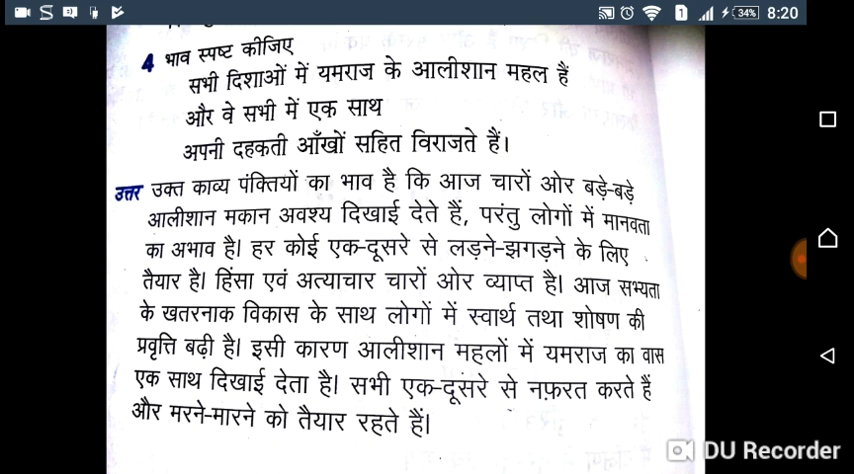 34% 8:20
4 भाव स्पष्ट कीजिए
सभी दिशाओं में यमराज के आलीशान महल हैं
और वे सभी में एक साथ
अपनी दहकती आँखों सहित विराजते हैं।
उत्तर उक्त काव्य पंक्तियों का भाव है कि आज चारों ओर बड़े-बड़े
आलीशान मकान अवश्य दिखाई देते हैं, परंतु लोगों में मानवता
का अभाव है। हर कोई एक-दूसरे से लड़ने-झगड़ने के लिए
तैयार है। हिंसा एवं अत्याचार चारों ओर व्याप्त है। आज सभ्यता
के खतरनाक विकास के साथ लोगों में स्वार्थ तथा शोषण की
प्रवृत्ति बढ़ी है। इसी कारण आलीशान महलों में यमराज का वास
एक साथ दिखाई देता है। सभी एक-दूसरे से नफ़रत करते हैं
और मरने-मारने को तैयार रहते हैं।
DU Recorder